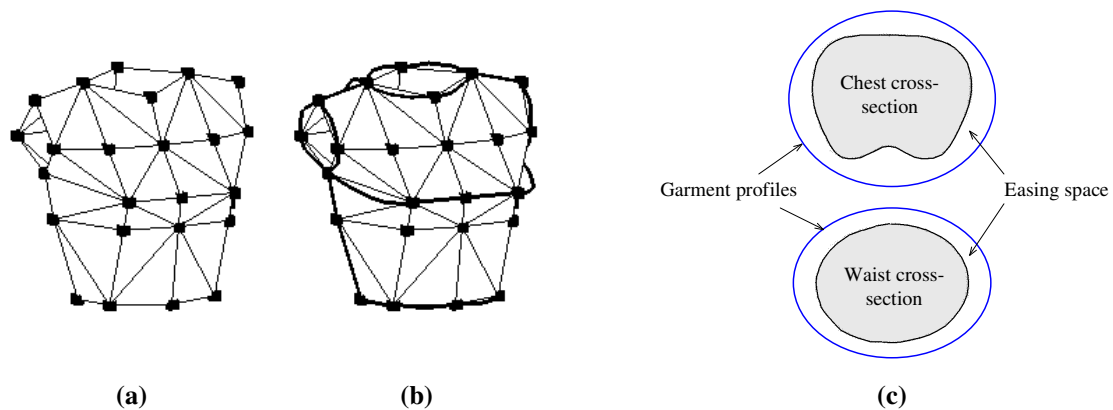 Chest cross-
section
Garment profiles
Easing space
Waist cross-
section
(a)
(b)
(c)